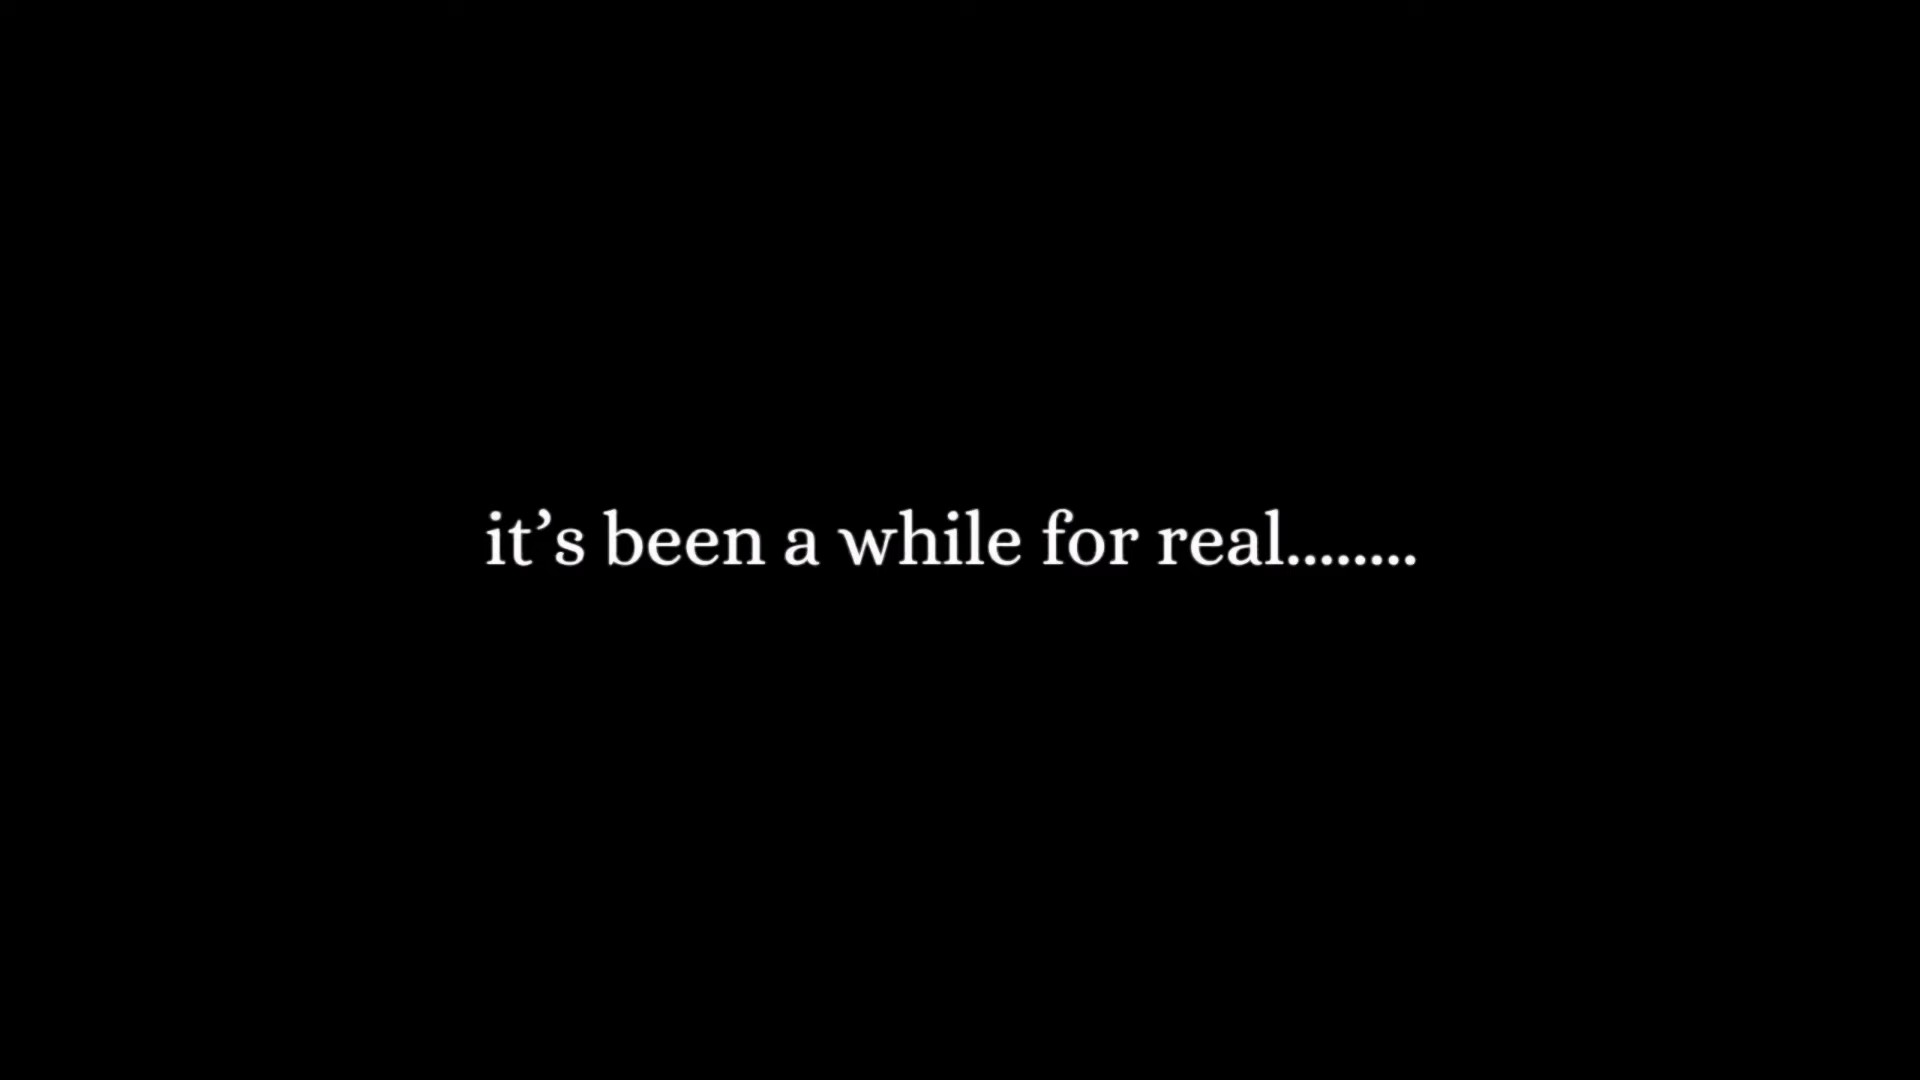 it’s been a while for real........